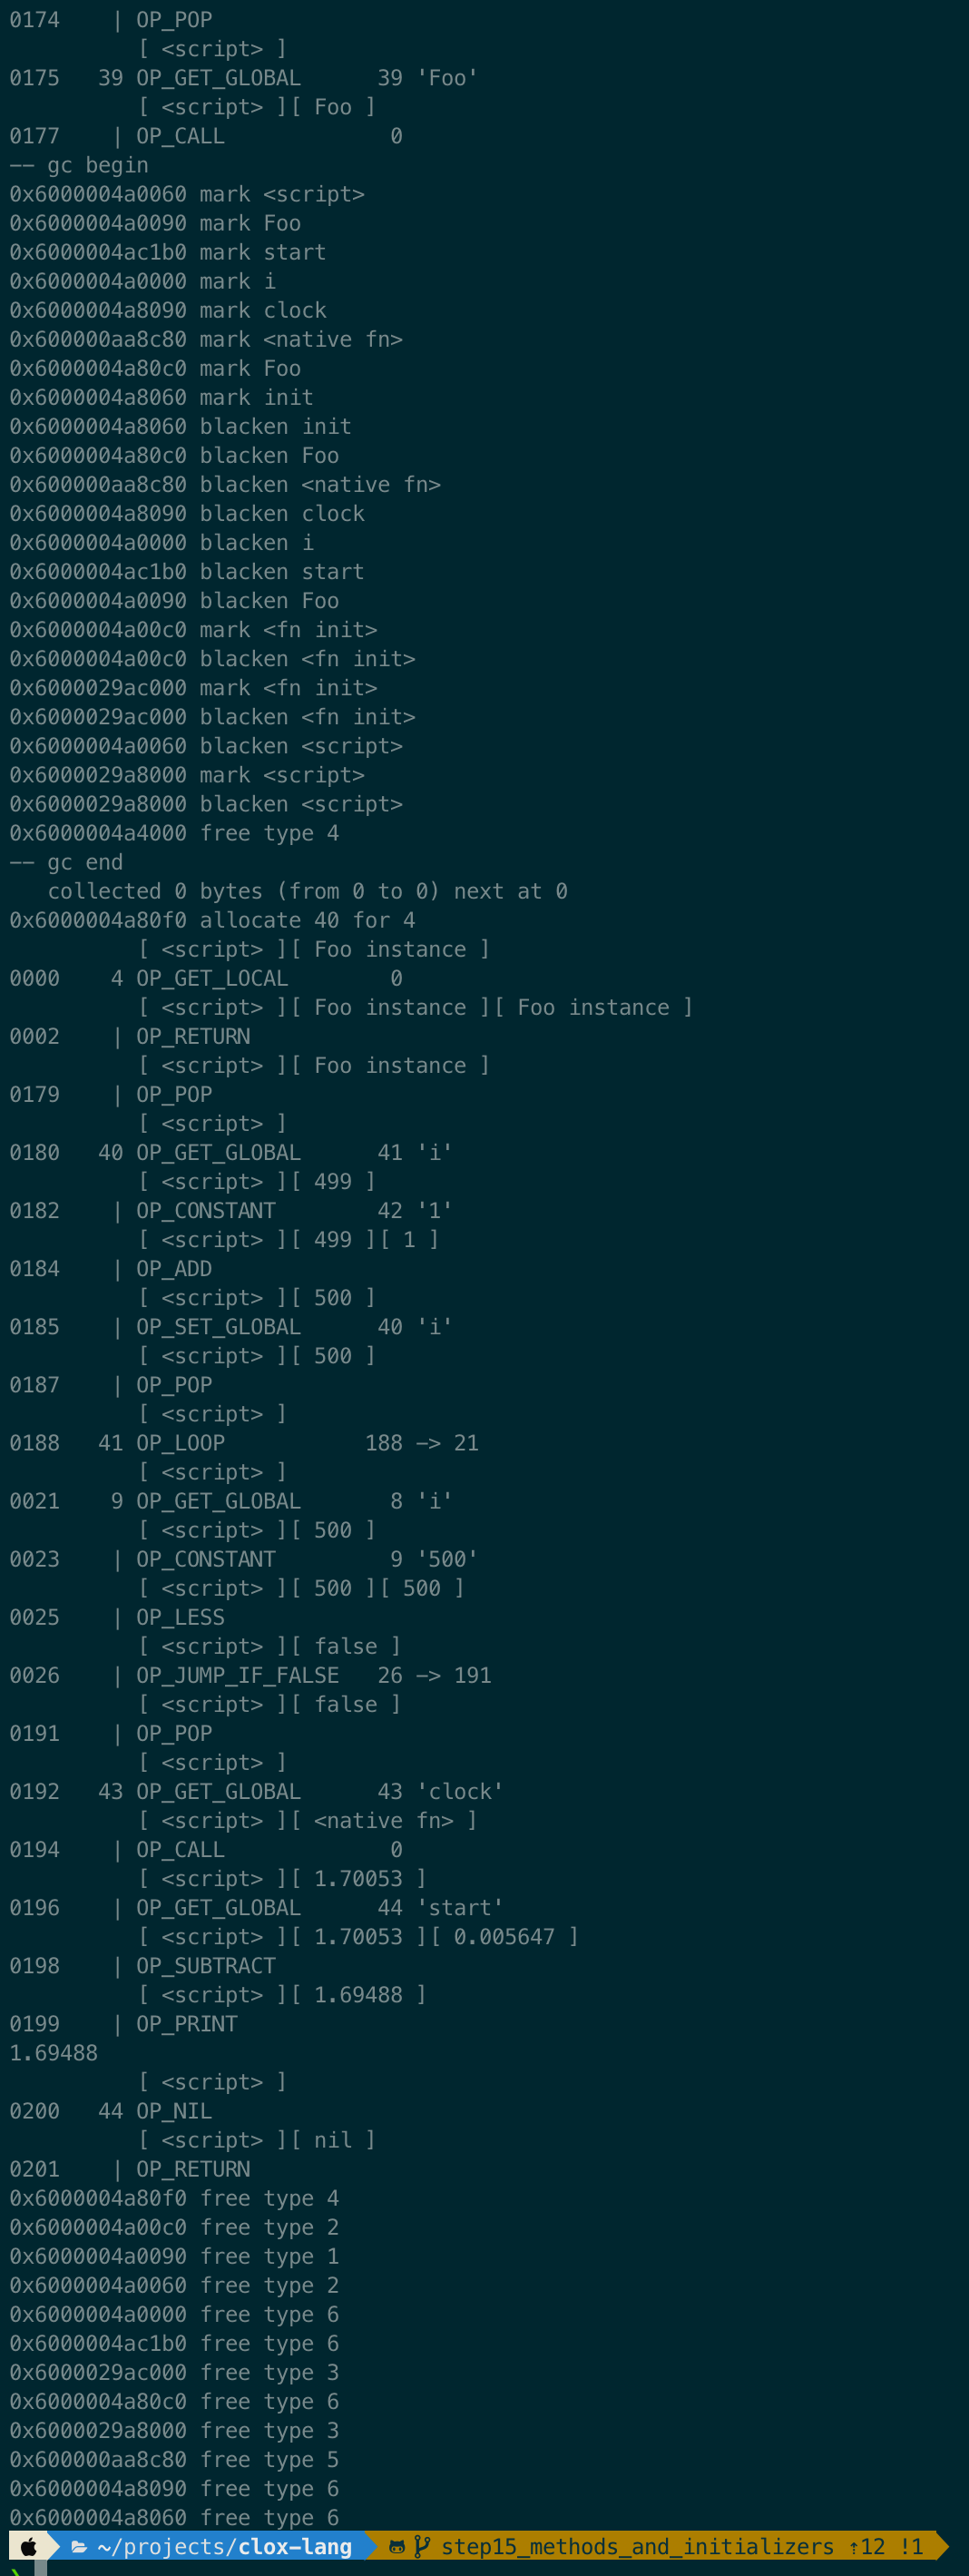 0174    | OP_POP
          [ <script> ]
0175   39 OP_GET_GLOBAL      39 'Foo'
          [ <script> ][ Foo ]
0177    | OP_CALL             0
-- gc begin
0x6000004a0060 mark <script>
0x6000004a0090 mark Foo
0x6000004ac1b0 mark start
0x6000004a0000 mark i
0x6000004a8090 mark clock
0x600000aa8c80 mark <native fn>
0x6000004a80c0 mark Foo
0x6000004a8060 mark init
0x6000004a8060 blacken init
0x6000004a80c0 blacken Foo
0x600000aa8c80 blacken <native fn>
0x6000004a8090 blacken clock
0x6000004a0000 blacken i
0x6000004ac1b0 blacken start
0x6000004a0090 blacken Foo
0x6000004a00c0 mark <fn init>
0x6000004a00c0 blacken <fn init>
0x6000029ac000 mark <fn init>
0x6000029ac000 blacken <fn init>
0x6000004a0060 blacken <script>
0x6000029a8000 mark <script>
0x6000029a8000 blacken <script>
0x6000004a4000 free type 4
-- gc end
   collected 0 bytes (from 0 to 0) next at 0
0x6000004a80f0 allocate 40 for 4
          [ <script> ][ Foo instance ]
0000    4 OP_GET_LOCAL        0
          [ <script> ][ Foo instance ][ Foo instance ]
0002    | OP_RETURN
          [ <script> ][ Foo instance ]
0179    | OP_POP
          [ <script> ]
0180   40 OP_GET_GLOBAL      41 'i'
          [ <script> ][ 499 ]
0182    | OP_CONSTANT        42 '1'
          [ <script> ][ 499 ][ 1 ]
0184    | OP_ADD
          [ <script> ][ 500 ]
0185    | OP_SET_GLOBAL      40 'i'
          [ <script> ][ 500 ]
0187    | OP_POP
          [ <script> ]
0188   41 OP_LOOP           188 -> 21
          [ <script> ]
0021    9 OP_GET_GLOBAL       8 'i'
          [ <script> ][ 500 ]
0023    | OP_CONSTANT         9 '500'
          [ <script> ][ 500 ][ 500 ]
0025    | OP_LESS
          [ <script> ][ false ]
0026    | OP_JUMP_IF_FALSE   26 -> 191
          [ <script> ][ false ]
0191    | OP_POP
          [ <script> ]
0192   43 OP_GET_GLOBAL      43 'clock'
          [ <script> ][ <native fn> ]
0194    | OP_CALL             0
          [ <script> ][ 1.70053 ]
0196    | OP_GET_GLOBAL      44 'start'
          [ <script> ][ 1.70053 ][ 0.005647 ]
0198    | OP_SUBTRACT
          [ <script> ][ 1.69488 ]
0199    | OP_PRINT
1.69488
          [ <script> ]
0200   44 OP_NIL
          [ <script> ][ nil ]
0201    | OP_RETURN
0x6000004a80f0 free type 4
0x6000004a00c0 free type 2
0x6000004a0090 free type 1
0x6000004a0060 free type 2
0x6000004a0000 free type 6
0x6000004ac1b0 free type 6
0x6000029ac000 free type 3
0x6000004a80c0 free type 6
0x6000029a8000 free type 3
0x600000aa8c80 free type 5
0x6000004a8090 free type 6
0x6000004a8060 free type 6
~/projects/clox-lang step15_methods_and_initializers ⇡12 !1